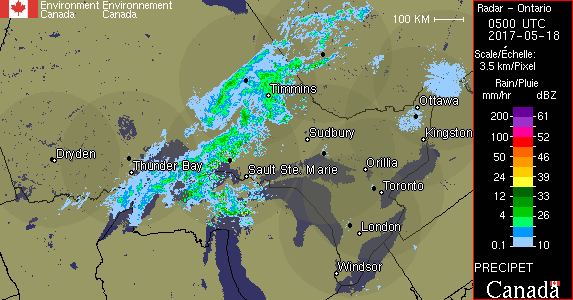 Environment Environnement
Canada Canada
100 KM
Timmins
Ottawa
Sudbury
Kingston
Dryden
Thunder Bay
Sault Ste. Marie
Orillia
Toronto
London
Windsor
Radar - Ontario
0500 UTC
2017-05-18
Scale/Échelle:
3.5 km/Pixel
Rain/Pluie
mm/hr dBZ
200 61
100 52
50 46
24 39
12 33
4 26
0.1 10
PRECIPET
Canada